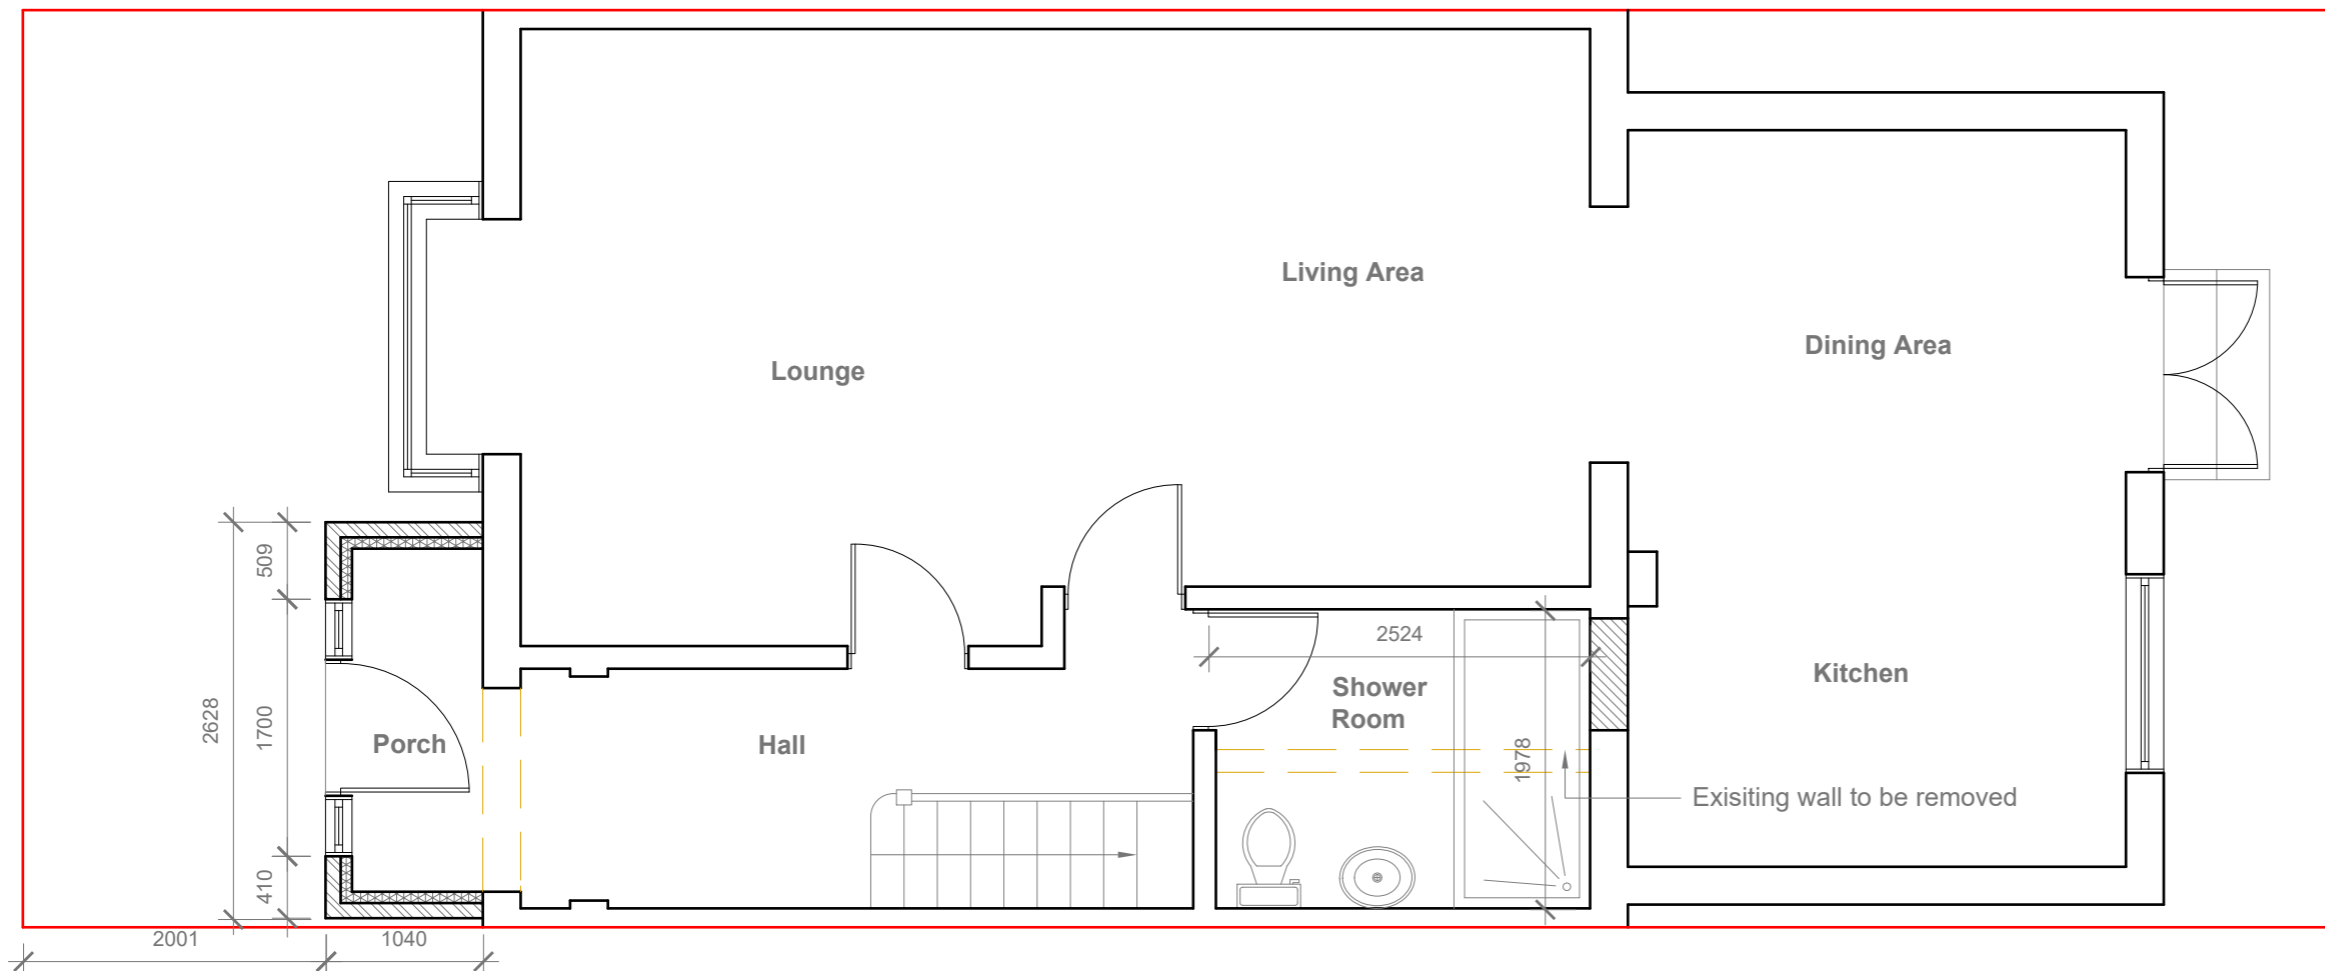 Living Area
Dining Area
Lounge
509
2524
Shower
Room
Kitchen
2628
1700
Porch
Hall
1978
Exisiting wall to be removed
410
2001
1040